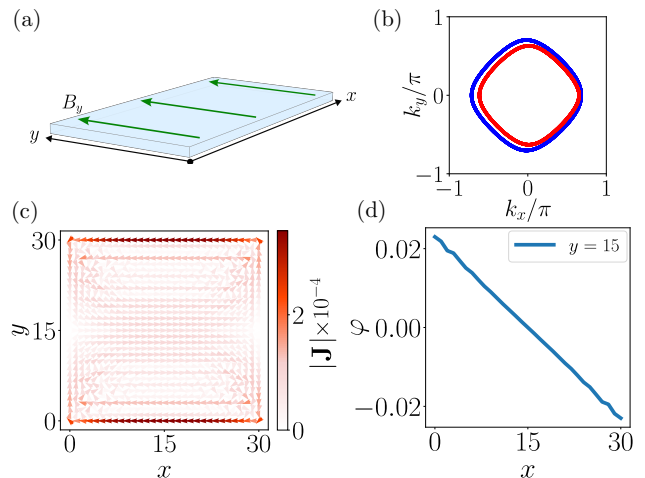 (a)
B_y
x
y
(b)
1
0
−1
k_y/π
−1
0
1
k_x/π
(c)
30
15
0
y
0
15
30
x
2
0
|J|×10⁻⁴
(d)
0.02
0.00
−0.02
φ
y = 15
0
15
30
x